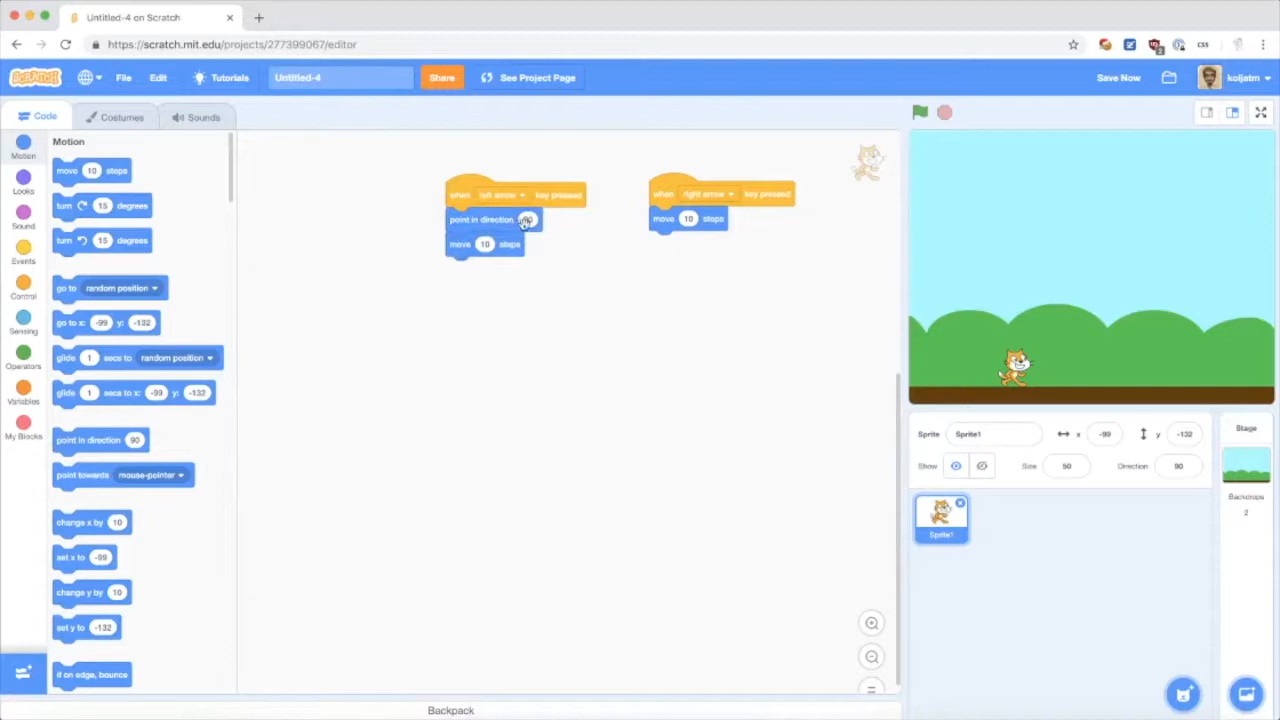 Untitled-4 on Scratch
https://scratch.mit.edu/projects/277399067/editor
css
SCRATCH
File
Edit
Tutorials
Untitled-4
Share
See Project Page
Save Now
koljatm
Code
Costumes
Sounds
Motion
Looks
Sound
Events
Control
Sensing
Operators
Variables
My Blocks
Motion
move 10 steps
turn 15 degrees
turn 15 degrees
go to random position
go to x: -99 y: -132
glide 1 secs to random position
glide 1 secs to x: -99 y: -132
point in direction 90
point towards mouse-pointer
change x by 10
set x to -99
change y by 10
set y to -132
if on edge, bounce
when left arrow key pressed
point in direction
move 10 steps
when right arrow key pressed
move 10 steps
Sprite Sprite1 x -99 y -132
Show Size 50 Direction 90
Sprite1
Stage
Backdrops
2
Backpack